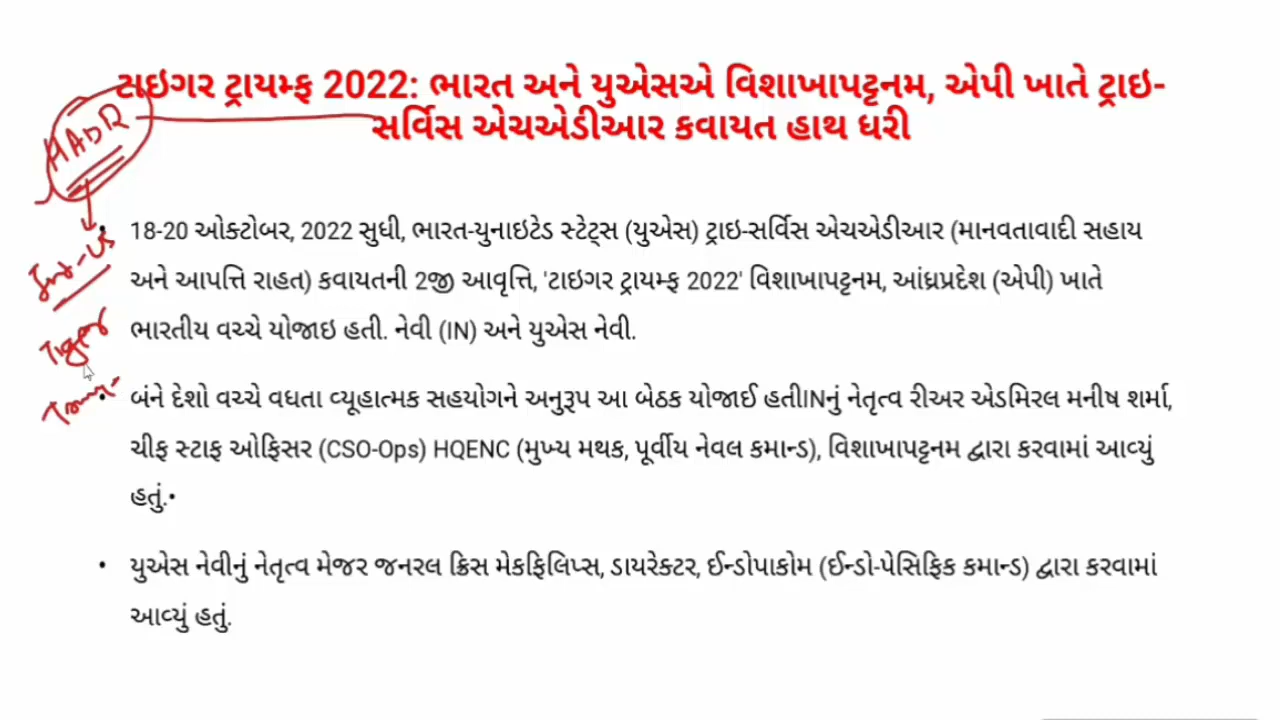 ટાઇગર ટ્રાયમ્ફ 2022: ભારત અને યુએસએ વિશાખાપટ્ટનમ, એપી ખાતે ટ્રાઇ-
સર્વિસ એચએડીઆર કવાયત હાથ ધરી
HADR
18-20 ઓક્ટોબર, 2022 સુધી, ભારત-યુનાઇટેડ સ્ટેટ્સ (યુએસ) ટ્રાઇ-સર્વિસ એચએડીઆર (માનવતાવાદી સહાય
અને આપત્તિ રાહત) કવાયતની 2જી આવૃત્તિ, 'ટાઇગર ટ્રાયમ્ફ 2022' વિશાખાપટ્ટનમ, આંધ્રપ્રદેશ (એપી) ખાતે
ભારતીય વચ્ચે યોજાઇ હતી. નેવી (IN) અને યુએસ નેવી.
Ind-US
Tiger
• બંને દેશો વચ્ચે વધતા વ્યૂહાત્મક સહયોગને અનુરૂપ આ બેઠક યોજાઈ હતીINનું નેતૃત્વ રીઅર એડમિરલ મનીષ શર્મા,
ચીફ સ્ટાફ ઓફિસર (CSO-Ops) HQENC (મુખ્ય મથક, પૂર્વીય નેવલ કમાન્ડ), વિશાખાપટ્ટનમ દ્વારા કરવામાં આવ્યું
હતું.•
• યુએસ નેવીનું નેતૃત્વ મેજર જનરલ ક્રિસ મેકફિલિપ્સ, ડાયરેક્ટર, ઈન્ડોપાકોમ (ઈન્ડો-પેસિફિક કમાન્ડ) દ્વારા કરવામાં
આવ્યું હતું.